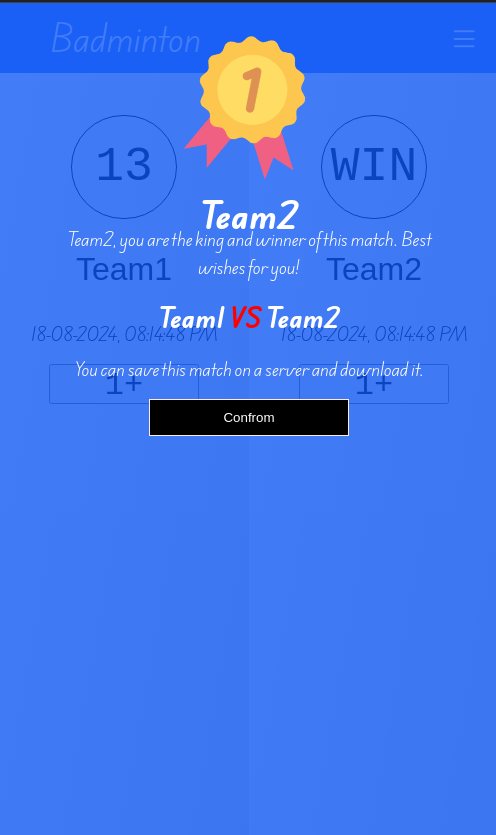 Badminton
1
13
WIN
Team2
Team2, you are the king and winner of this match. Best
wishes for you!
Team1
Team2
Team1 VS Team2
18-08-2024, 08:14:48 PM
18-08-2024, 08:14:48 PM
You can save this match on a server and download it.
1+
1+
Confrom